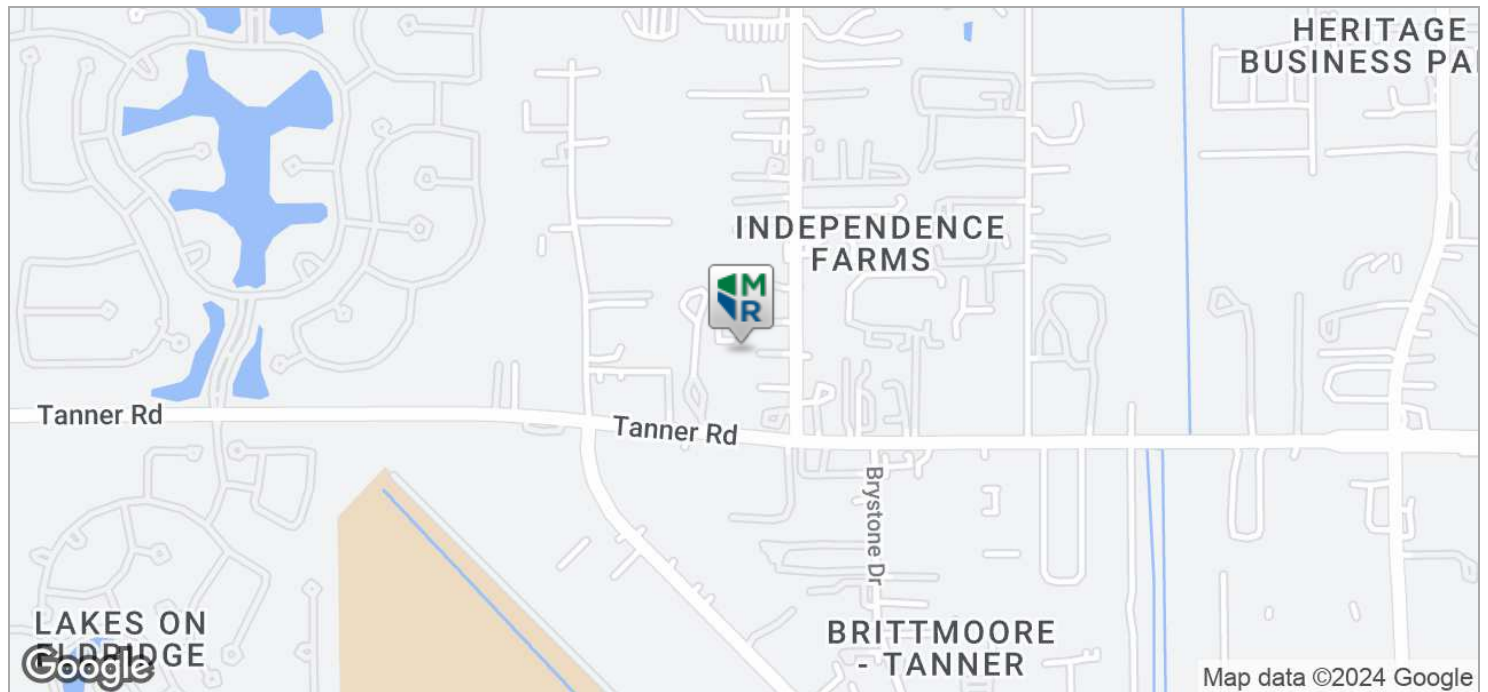 HERITAGE
BUSINESS PA
INDEPENDENCE
FARMS
M
R
Tanner Rd
Tanner Rd
Brystone Dr
LAKES ON
ELDRIDGE
Google
BRITTMOORE
- TANNER
Map data ©2024 Google